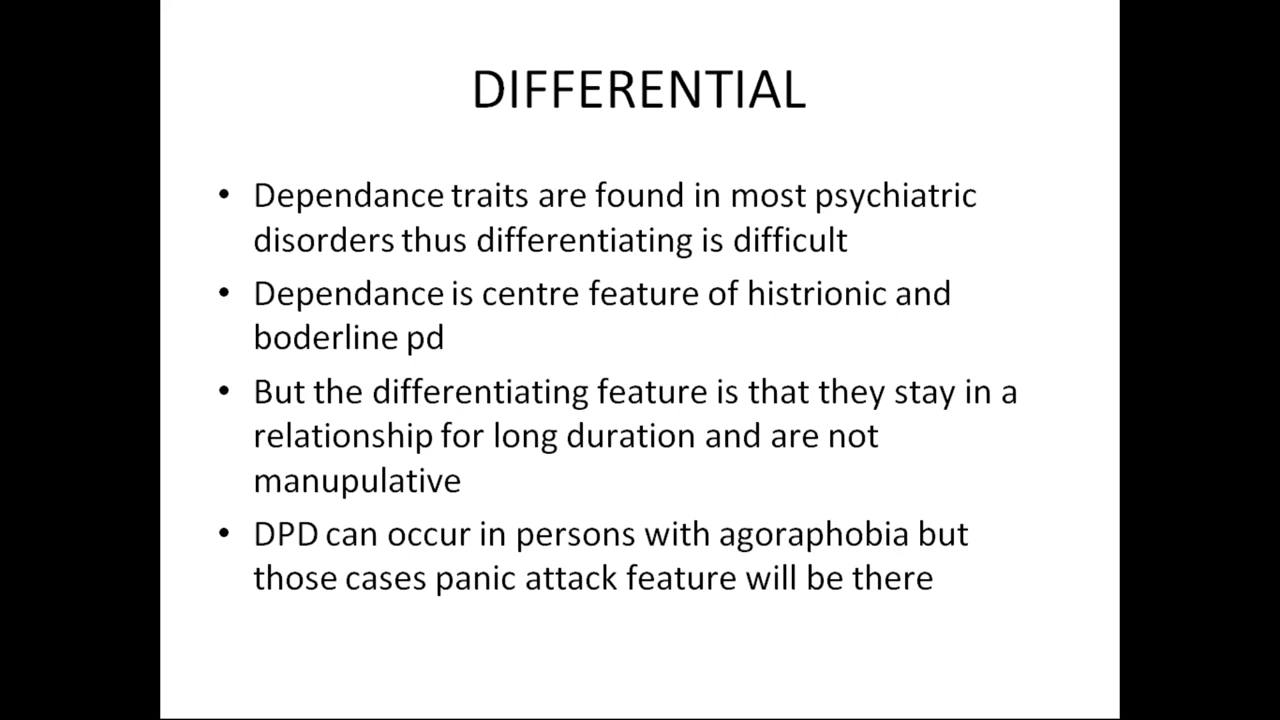 DIFFERENTIAL
• Dependance traits are found in most psychiatric
disorders thus differentiating is difficult
• Dependance is centre feature of histrionic and
boderline pd
• But the differentiating feature is that they stay in a
relationship for long duration and are not
manupulative
• DPD can occur in persons with agoraphobia but
those cases panic attack feature will be there